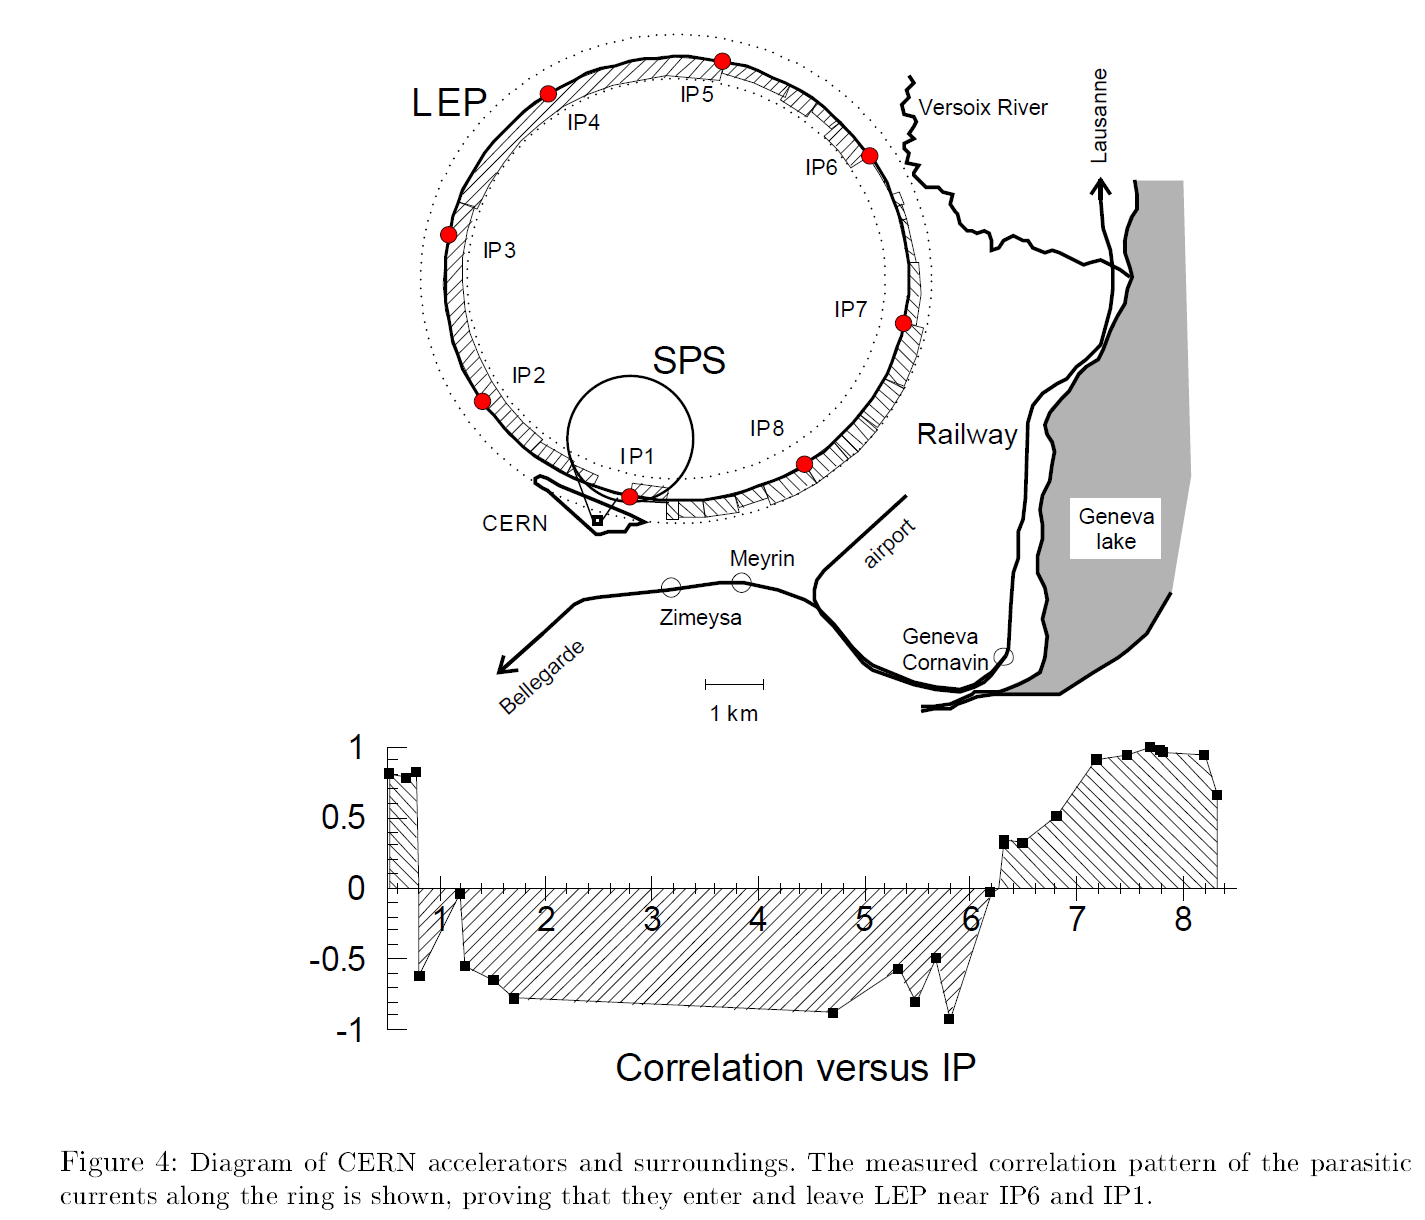 LEP
IP5
IP4
Versoix River
Lausanne
IP6
IP3
IP7
SPS
IP2
IP8
Railway
IP1
CERN
Geneva
lake
airport
Meyrin
Zimeysa
Geneva
Cornavin
Bellegarde
1 km
1
0.5
0
-0.5
-1
1 2 3 4 5 6 7 8
Correlation versus IP
Figure 4: Diagram of CERN accelerators and surroundings. The measured correlation pattern of the parasitic
currents along the ring is shown, proving that they enter and leave LEP near IP6 and IP1.